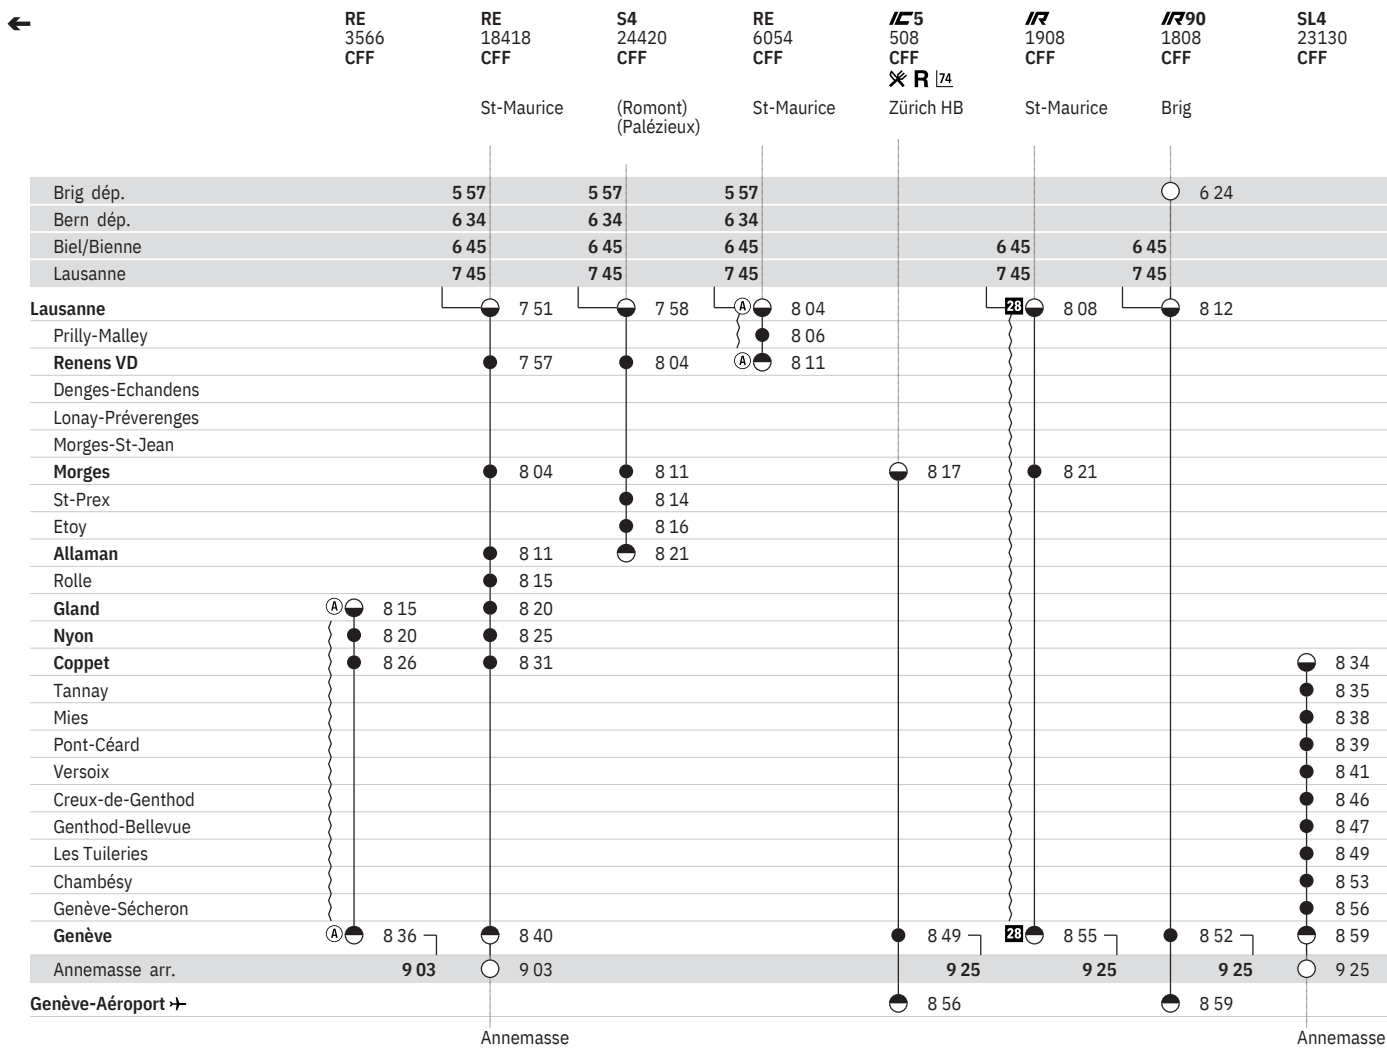 RE RE S4 RE IC5 IR IR90 SL4
3566 18418 24420 6054 508 1908 1808 23130
CFF CFF CFF CFF CFF CFF CFF CFF
R 74
St-Maurice (Romont) St-Maurice Zürich HB St-Maurice Brig
(Palézieux)
Brig dép. 5 57 5 57 5 57 6 24
Bern dép. 6 34 6 34 6 34
Biel/Bienne 6 45 6 45 6 45 6 45 6 45
Lausanne 7 45 7 45 7 45 7 45 7 45
Lausanne 7 51 7 58 A 8 04 28 8 08 8 12
Prilly-Malley 8 06
Renens VD 7 57 8 04 A 8 11
Denges-Echandens
Lonay-Préverenges
Morges-St-Jean
Morges 8 04 8 11 8 17 8 21
St-Prex 8 14
Etoy 8 16
Allaman 8 11 8 21
Rolle 8 15
Gland A 8 15 8 20
Nyon 8 20 8 25
Coppet 8 26 8 31 8 34
Tannay 8 35
Mies 8 38
Pont-Céard 8 39
Versoix 8 41
Creux-de-Genthod 8 46
Genthod-Bellevue 8 47
Les Tuileries 8 49
Chambésy 8 53
Genève-Sécheron 8 56
Genève A 8 36 8 40 8 49 28 8 55 8 52 8 59
Annemasse arr. 9 03 9 03 9 25 9 25 9 25 9 25
Genève-Aéroport 8 56 8 59
Annemasse Annemasse